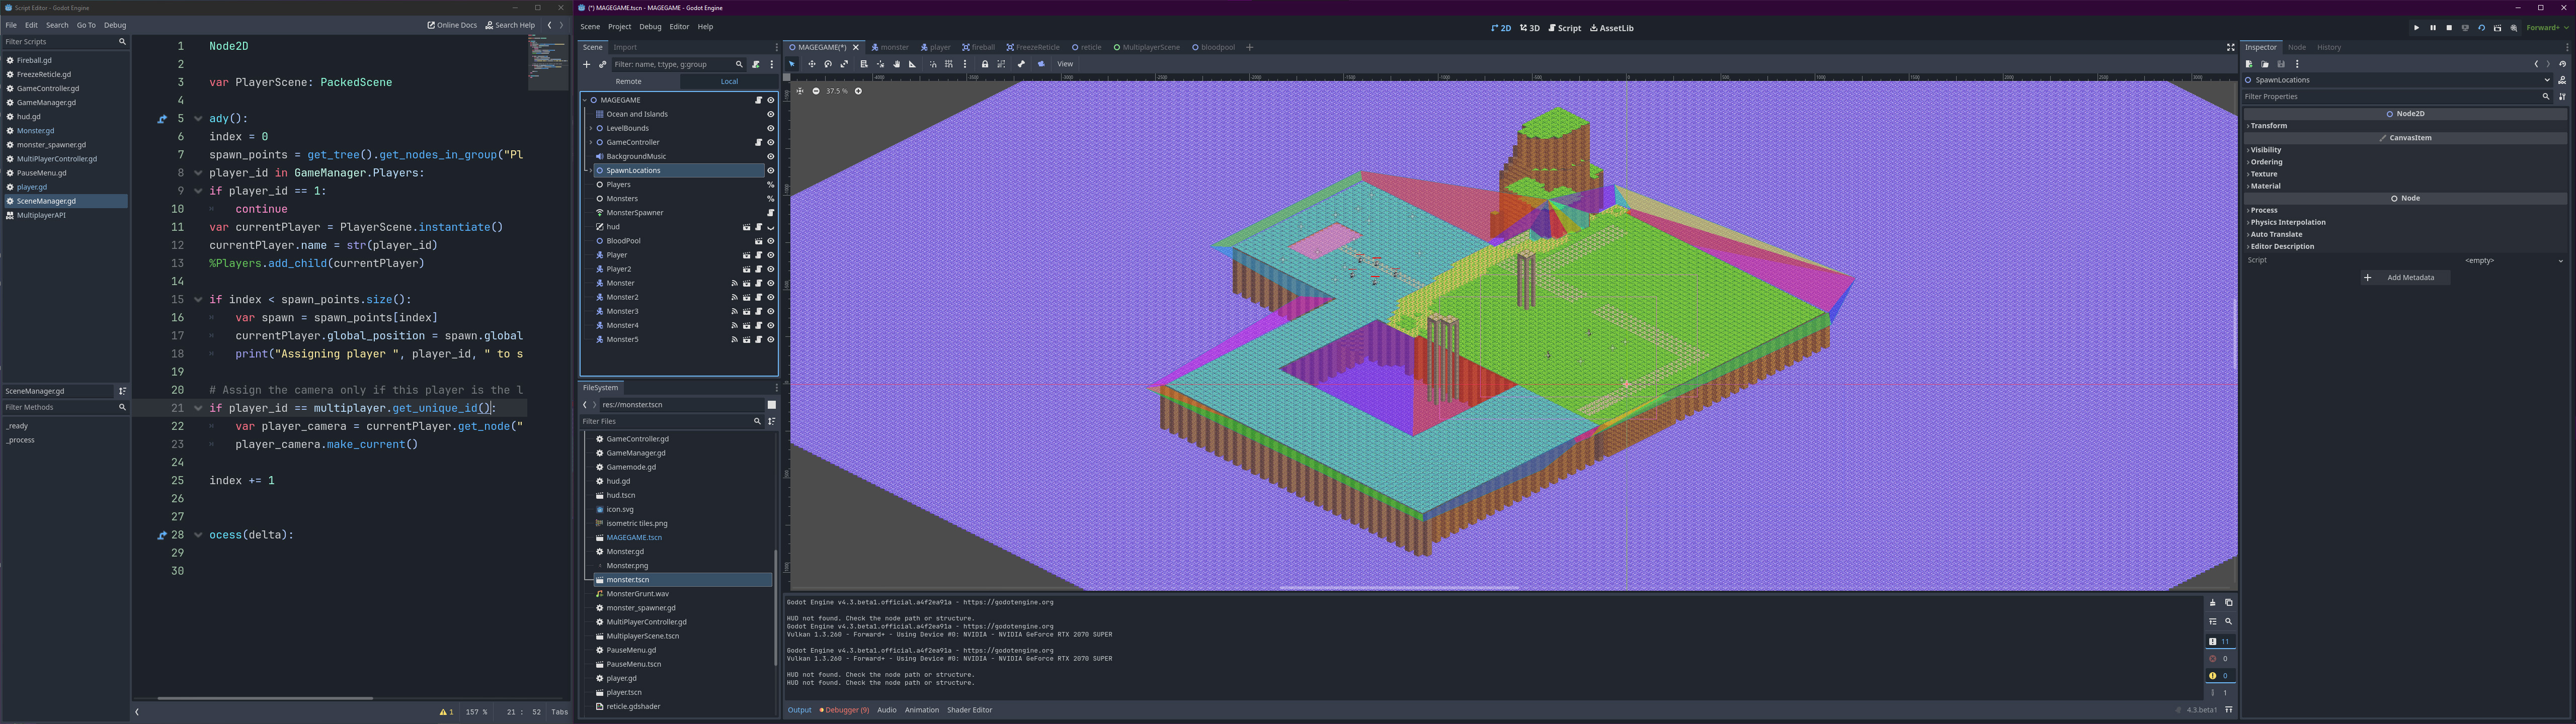 Script Editor - Godot Engine
File Edit Search Go To Debug
Online Docs Search Help
Filter Scripts
Fireball.gd
FreezeReticle.gd
GameController.gd
GameManager.gd
hud.gd
Monster.gd
monster_spawner.gd
MultiPlayerController.gd
PauseMenu.gd
player.gd
SceneManager.gd
MultiplayerAPI
SceneManager.gd
Filter Methods
_ready
_process
1 Node2D
2
3 var PlayerScene: PackedScene
4
5 ady():
6 index = 0
7 spawn_points = get_tree().get_nodes_in_group("Pl
8 player_id in GameManager.Players:
9 if player_id == 1:
10 continue
11 var currentPlayer = PlayerScene.instantiate()
12 currentPlayer.name = str(player_id)
13 %Players.add_child(currentPlayer)
14
15 if index < spawn_points.size():
16 var spawn = spawn_points[index]
17 currentPlayer.global_position = spawn.global
18 print("Assigning player ", player_id, " to s
19
20 # Assign the camera only if this player is the l
21 if player_id == multiplayer.get_unique_id():
22 var player_camera = currentPlayer.get_node("
23 player_camera.make_current()
24
25 index += 1
26
27
28 ocess(delta):
29
30
1 157 % 21 : 52 Tabs
(*) MAGEGAME.tscn - MAGEGAME - Godot Engine
Scene Project Debug Editor Help
2D 3D Script AssetLib
Forward+
Scene Import
Filter: name, t:type, g:group
Remote Local
MAGEGAME
Ocean and Islands
LevelBounds
GameController
BackgroundMusic
SpawnLocations
Players
Monsters
MonsterSpawner
hud
BloodPool
Player
Player2
Monster
Monster2
Monster3
Monster4
Monster5
FileSystem
res://monster.tscn
Filter Files
GameController.gd
GameManager.gd
Gamemode.gd
hud.gd
hud.tscn
icon.svg
isometric tiles.png
MAGEGAME.tscn
Monster.gd
Monster.png
monster.tscn
MonsterGrunt.wav
monster_spawner.gd
MultiPlayerController.gd
MultiplayerScene.tscn
PauseMenu.gd
PauseMenu.tscn
player.gd
player.tscn
reticle.gdshader
MAGEGAME(*) monster player fireball FreezeReticle reticle MultiplayerScene bloodpool
View
37.5 %
Godot Engine v4.3.beta1.official.a4f2ea91a - https://godotengine.org
HUD not found. Check the node path or structure.
Godot Engine v4.3.beta1.official.a4f2ea91a - https://godotengine.org
Vulkan 1.3.260 - Forward+ - Using Device #0: NVIDIA - NVIDIA GeForce RTX 2070 SUPER
Godot Engine v4.3.beta1.official.a4f2ea91a - https://godotengine.org
Vulkan 1.3.260 - Forward+ - Using Device #0: NVIDIA - NVIDIA GeForce RTX 2070 SUPER
HUD not found. Check the node path or structure.
HUD not found. Check the node path or structure.
11
0
0
1
Output Debugger (9) Audio Animation Shader Editor
4.3.beta1
Inspector Node History
SpawnLocations
Filter Properties
Node2D
Transform
CanvasItem
Visibility
Ordering
Texture
Material
Node
Process
Physics Interpolation
Auto Translate
Editor Description
Script <empty>
Add Metadata